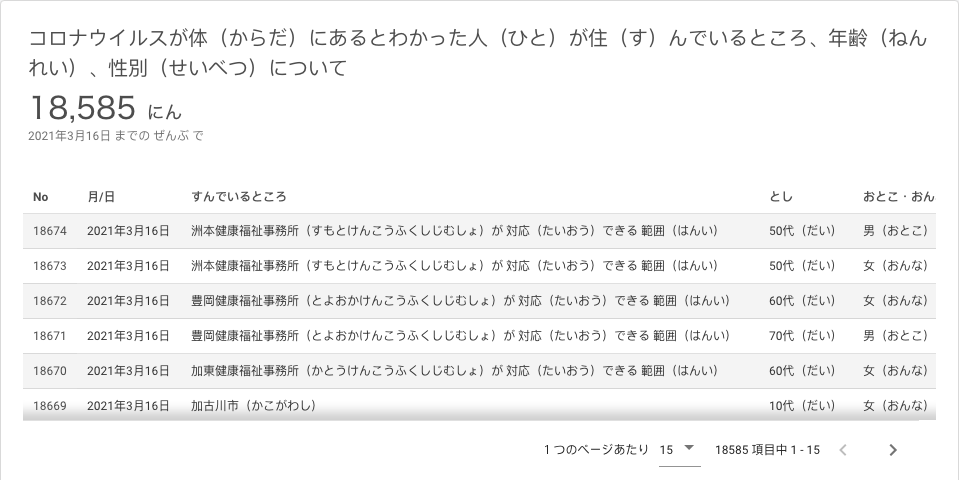 コロナウイルスが体（からだ）にあるとわかった人（ひと）が住（す）んでいるところ、年齢（ねん
れい）、性別（せいべつ）について
18,585 にん
2021年3月16日 までの ぜんぶ で
No 月/日 すんでいるところ とし おとこ・おん
18674 2021年3月16日 洲本健康福祉事務所（すもとけんこうふくしじむしょ）が 対応（たいおう）できる 範囲（はんい） 50代（だい） 男（おとこ）
18673 2021年3月16日 洲本健康福祉事務所（すもとけんこうふくしじむしょ）が 対応（たいおう）できる 範囲（はんい） 50代（だい） 女（おんな）
18672 2021年3月16日 豊岡健康福祉事務所（とよおかけんこうふくしじむしょ）が 対応（たいおう）できる 範囲（はんい） 60代（だい） 女（おんな）
18671 2021年3月16日 豊岡健康福祉事務所（とよおかけんこうふくしじむしょ）が 対応（たいおう）できる 範囲（はんい） 70代（だい） 男（おとこ）
18670 2021年3月16日 加東健康福祉事務所（かとうけんこうふくしじむしょ）が 対応（たいおう）できる 範囲（はんい） 60代（だい） 女（おんな）
18669 2021年3月16日 加古川市（かこがわし） 10代（だい） 女（おんな）
1 つのページあたり 15 18585 項目中 1 - 15